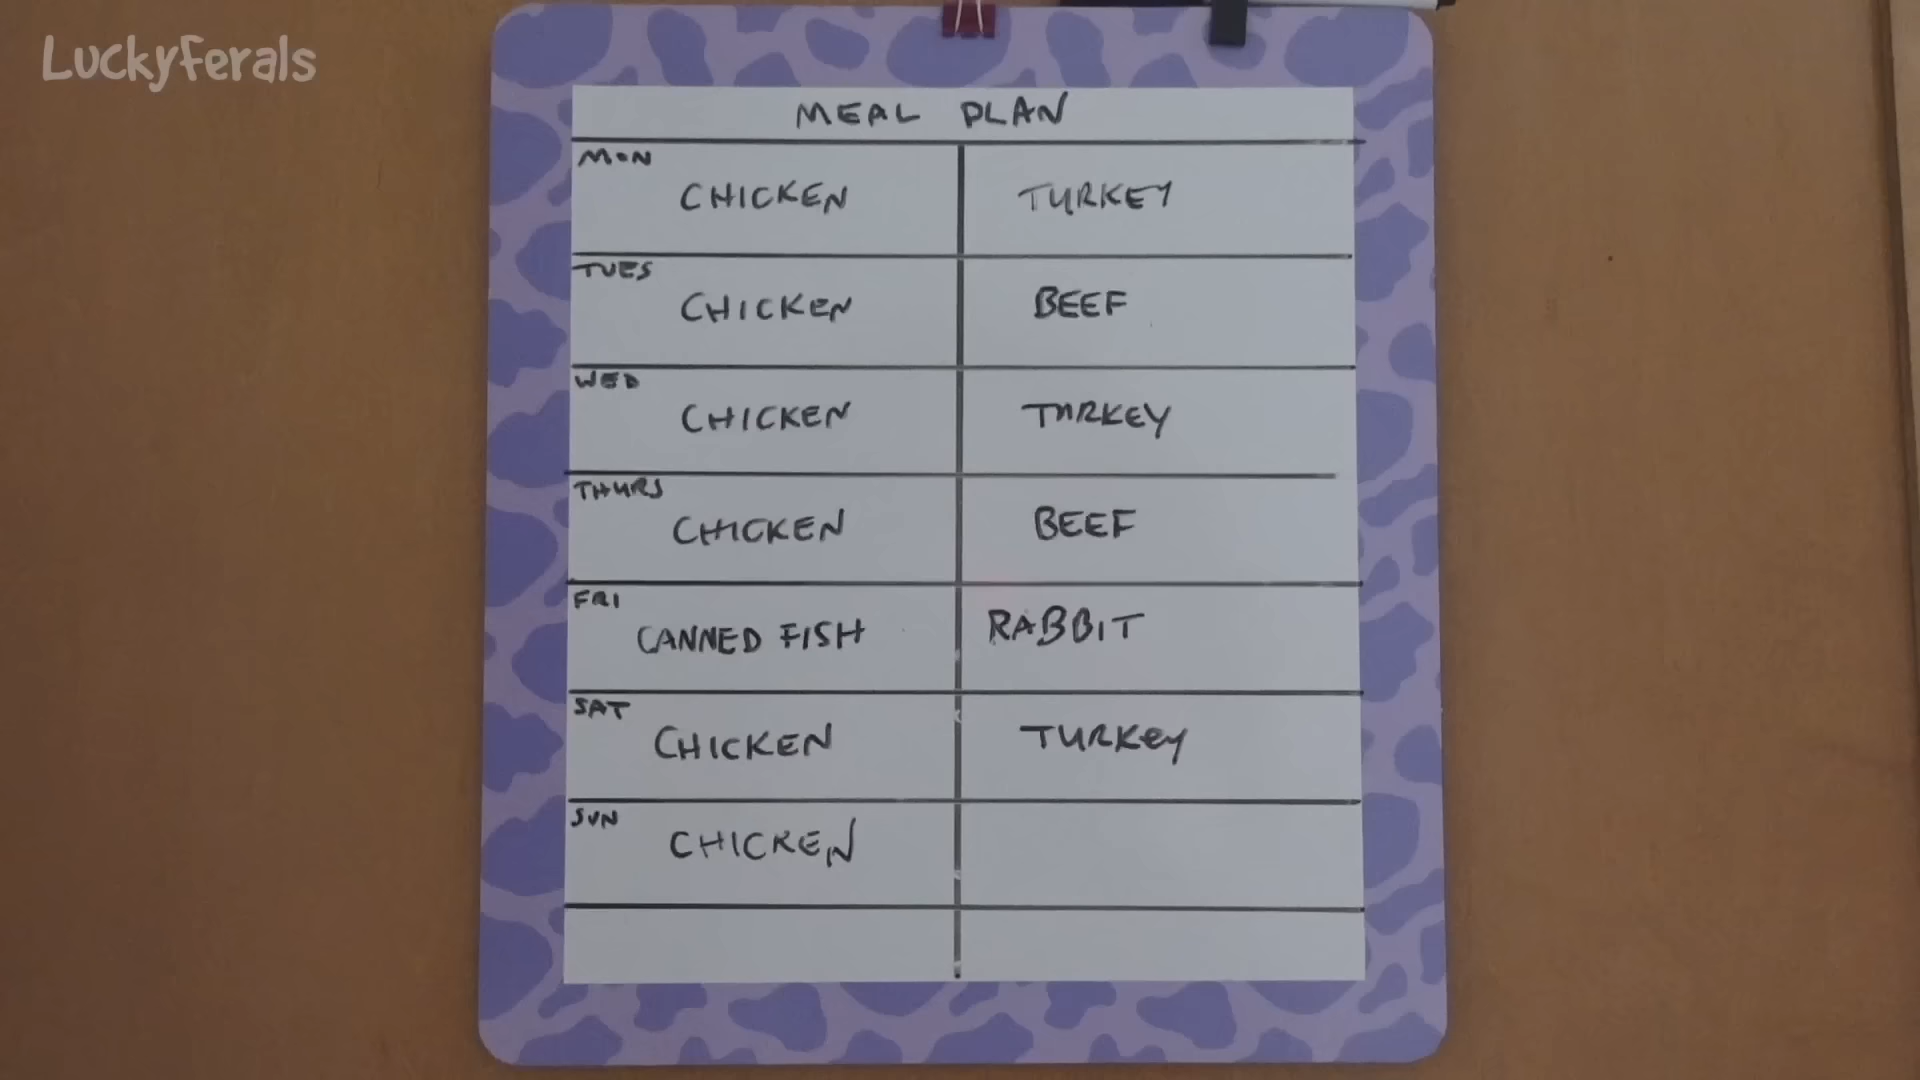 LuckyFerals
MEAL PLAN
MON
CHICKEN TURKEY
TUES
CHICKEN BEEF
WED
CHICKEN TURKEY
THURS
CHICKEN BEEF
FRI
CANNED FISH RABBIT
SAT
CHICKEN TURKEY
SUN
CHICKEN